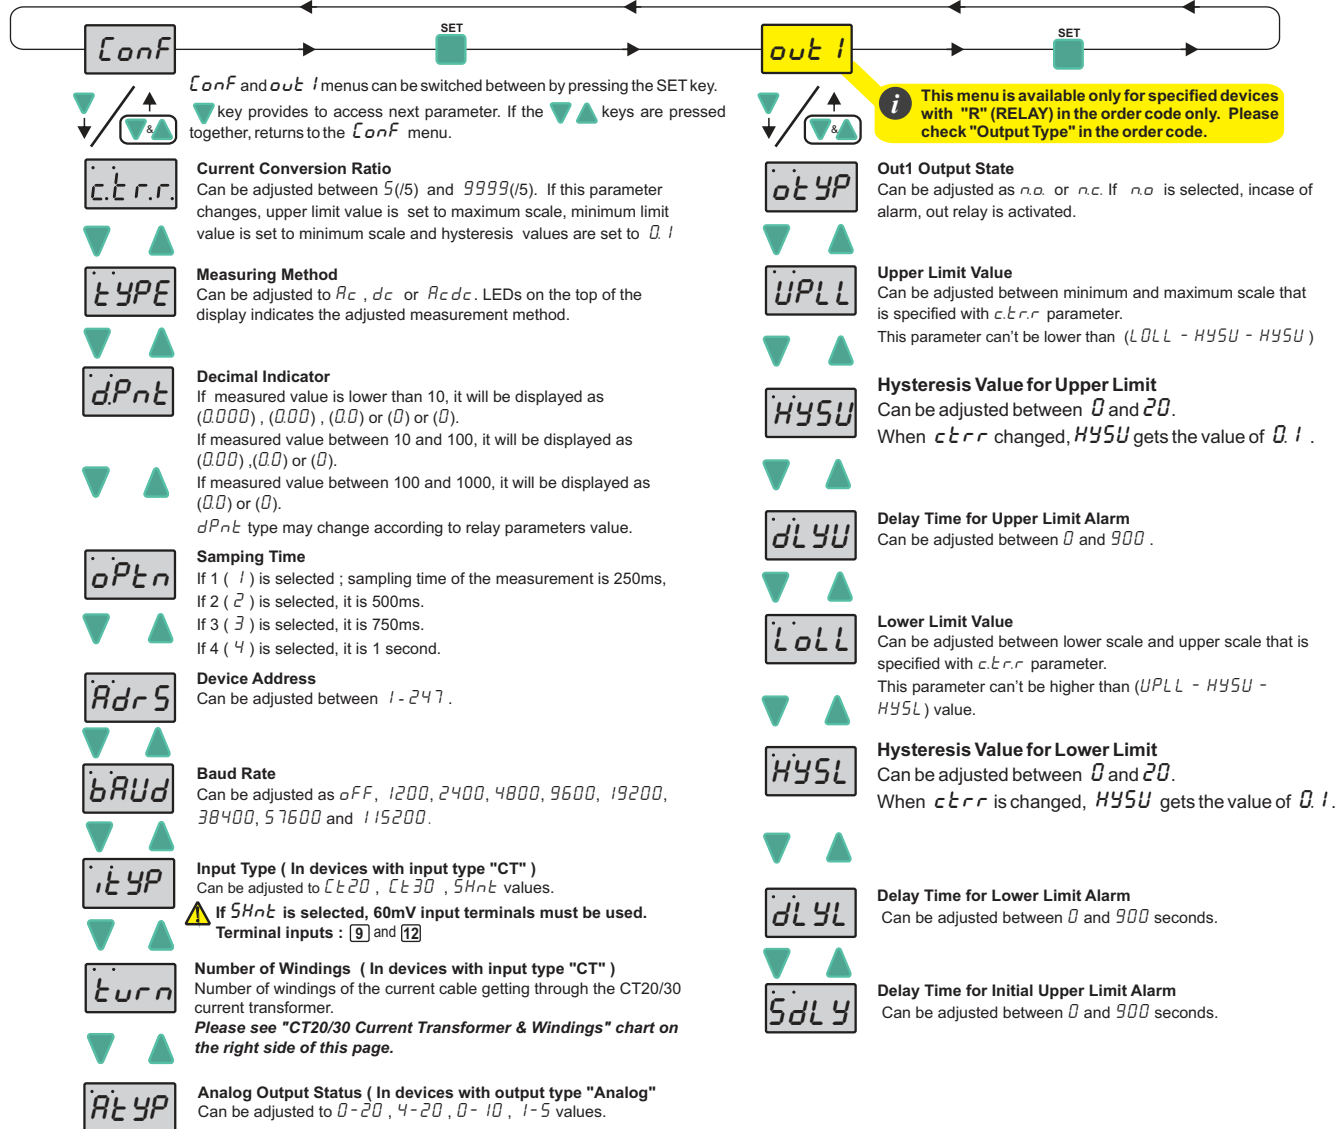 SET
SET
ConF
out 1
ConF and out 1 menus can be switched between by pressing the SET key.
key provides to access next parameter. If the keys are pressed
together, returns to the ConF menu.
&
This menu is available only for specified devices
with "R" (RELAY) in the order code only. Please
check "Output Type" in the order code.
&
c.t r.r.
Current Conversion Ratio
Can be adjusted between 5(/5) and 9999(/5). If this parameter
changes, upper limit value is set to maximum scale, minimum limit
value is set to minimum scale and hysteresis values are set to 0.1
tYPE
Measuring Method
Can be adjusted to Ac , dc or Acdc. LEDs on the top of the
display indicates the adjusted measurement method.
d.Pnt
Decimal Indicator
If measured value is lower than 10, it will be displayed as
(0.000) , (0.00) , (0.0) or (0) or (0).
If measured value between 10 and 100, it will be displayed as
(0.00) ,(0.0) or (0).
If measured value between 100 and 1000, it will be displayed as
(0.0) or (0).
dPnt type may change according to relay parameters value.
oPtn
Samping Time
If 1 ( 1 ) is selected ; sampling time of the measurement is 250ms,
If 2 ( 2 ) is selected, it is 500ms.
If 3 ( 3 ) is selected, it is 750ms.
If 4 ( 4 ) is selected, it is 1 second.
AdrS
Device Address
Can be adjusted between 1-247 .
bAUd
Baud Rate
Can be adjusted as oFF, 1200, 2400, 4800, 9600, 19200,
38400, 57600 and 115200.
itYP
Input Type ( In devices with input type "CT" )
Can be adjusted to Ct20 , Ct30 , SHnt values.
If SHnt is selected, 60mV input terminals must be used.
Terminal inputs : 9 and 12
turn
Number of Windings ( In devices with input type "CT" )
Number of windings of the current cable getting through the CT20/30
current transformer.
Please see "CT20/30 Current Transformer & Windings" chart on
the right side of this page.
AtYP
Analog Output Status ( In devices with output type "Analog"
Can be adjusted to 0-20 , 4-20 , 0-10 , 1-5 values.
otYP
Out1 Output State
Can be adjusted as n.o. or n.c. If n.o is selected, incase of
alarm, out relay is activated.
UPLL
Upper Limit Value
Can be adjusted between minimum and maximum scale that
is specified with c.t r.r parameter.
This parameter can't be lower than (LOLL - HYSU - HYSU )
HYSU
Hysteresis Value for Upper Limit
Can be adjusted between 0 and 20.
When ctrr changed, HYSU gets the value of 0.1 .
dLYU
Delay Time for Upper Limit Alarm
Can be adjusted between 0 and 900 .
LoLL
Lower Limit Value
Can be adjusted between lower scale and upper scale that is
specified with c.t r.r parameter.
This parameter can't be higher than (UPLL - HYSU -
HYSL ) value.
HYSL
Hysteresis Value for Lower Limit
Can be adjusted between 0 and 20.
When ctrr is changed, HYSU gets the value of 0.1.
dLYL
Delay Time for Lower Limit Alarm
Can be adjusted between 0 and 900 seconds.
SdLY
Delay Time for Initial Upper Limit Alarm
Can be adjusted between 0 and 900 seconds.